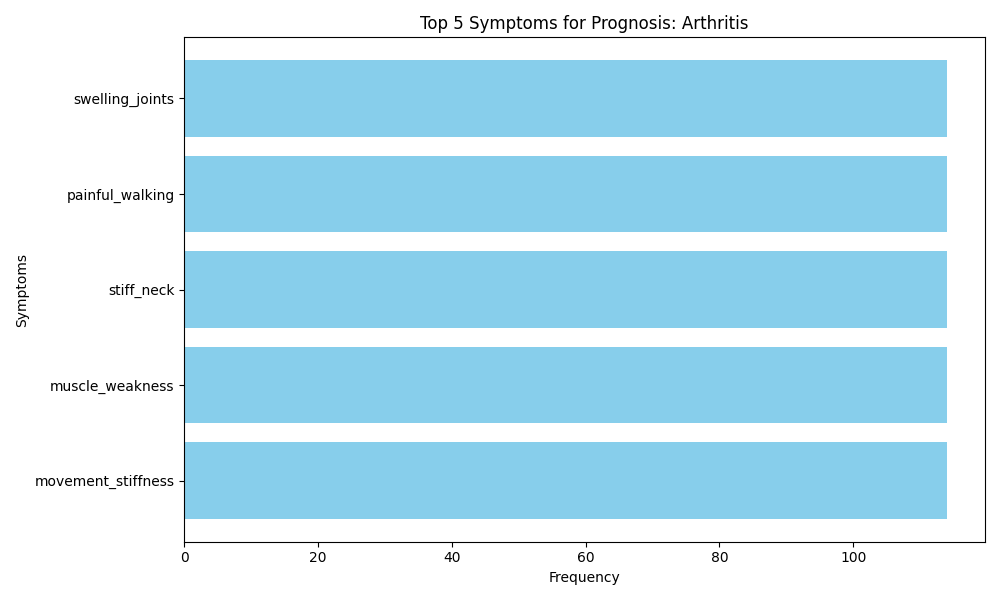 Top 5 Symptoms for Prognosis: Arthritis
Symptoms
swelling_joints
painful_walking
stiff_neck
muscle_weakness
movement_stiffness
0 20 40 60 80 100
Frequency